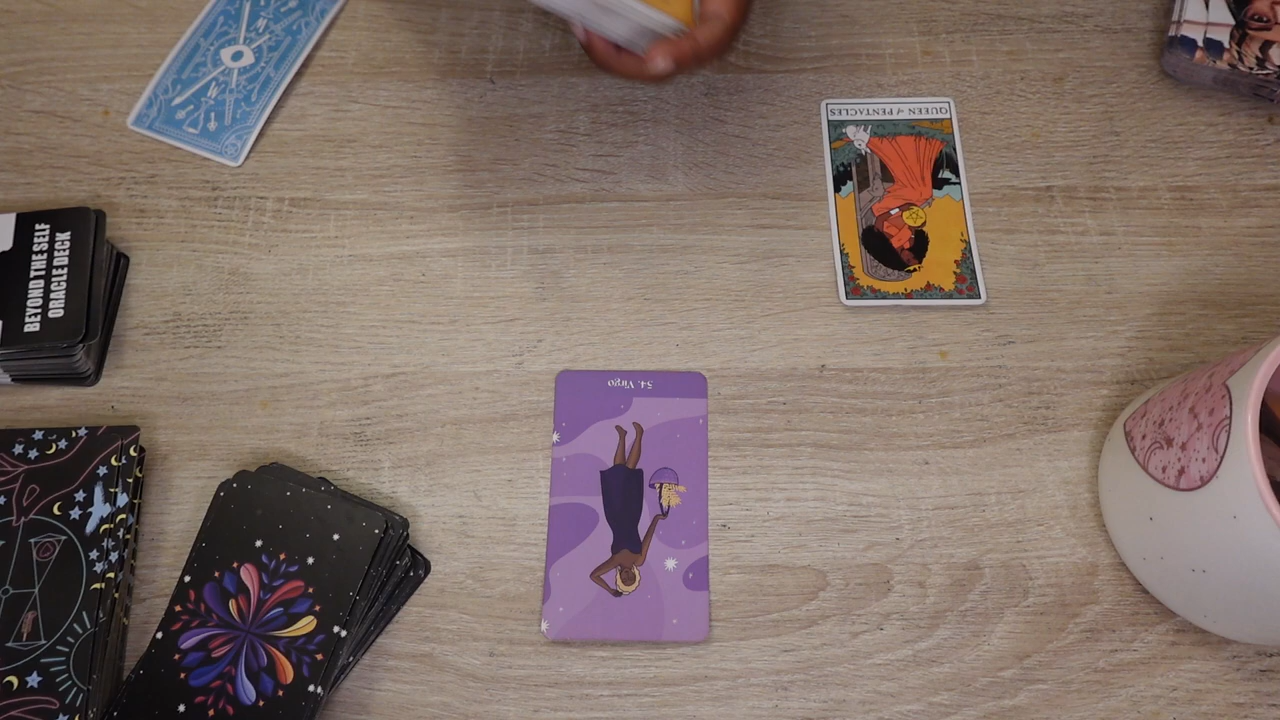 QUEEN of PENTACLES
BEYOND THE SELF
ORACLE DECK
54. Virgo